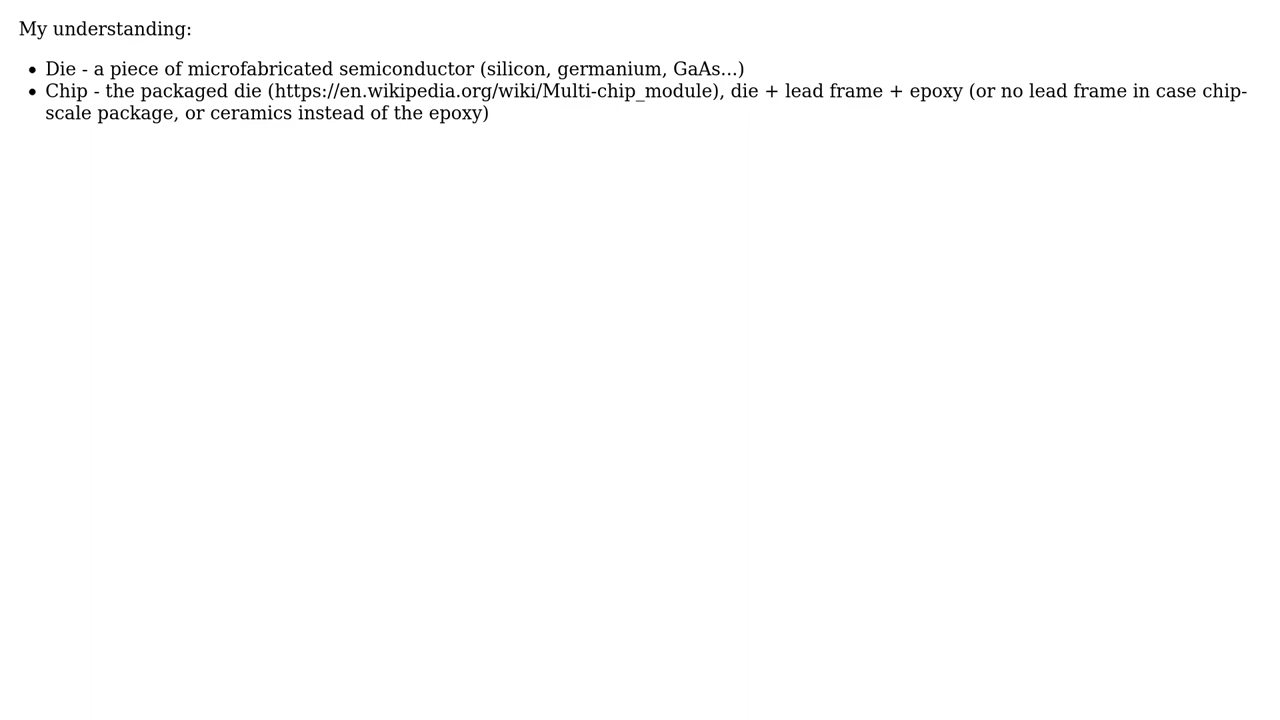 My understanding:
• Die - a piece of microfabricated semiconductor (silicon, germanium, GaAs...)
• Chip - the packaged die (https://en.wikipedia.org/wiki/Multi-chip_module), die + lead frame + epoxy (or no lead frame in case chip-
scale package, or ceramics instead of the epoxy)